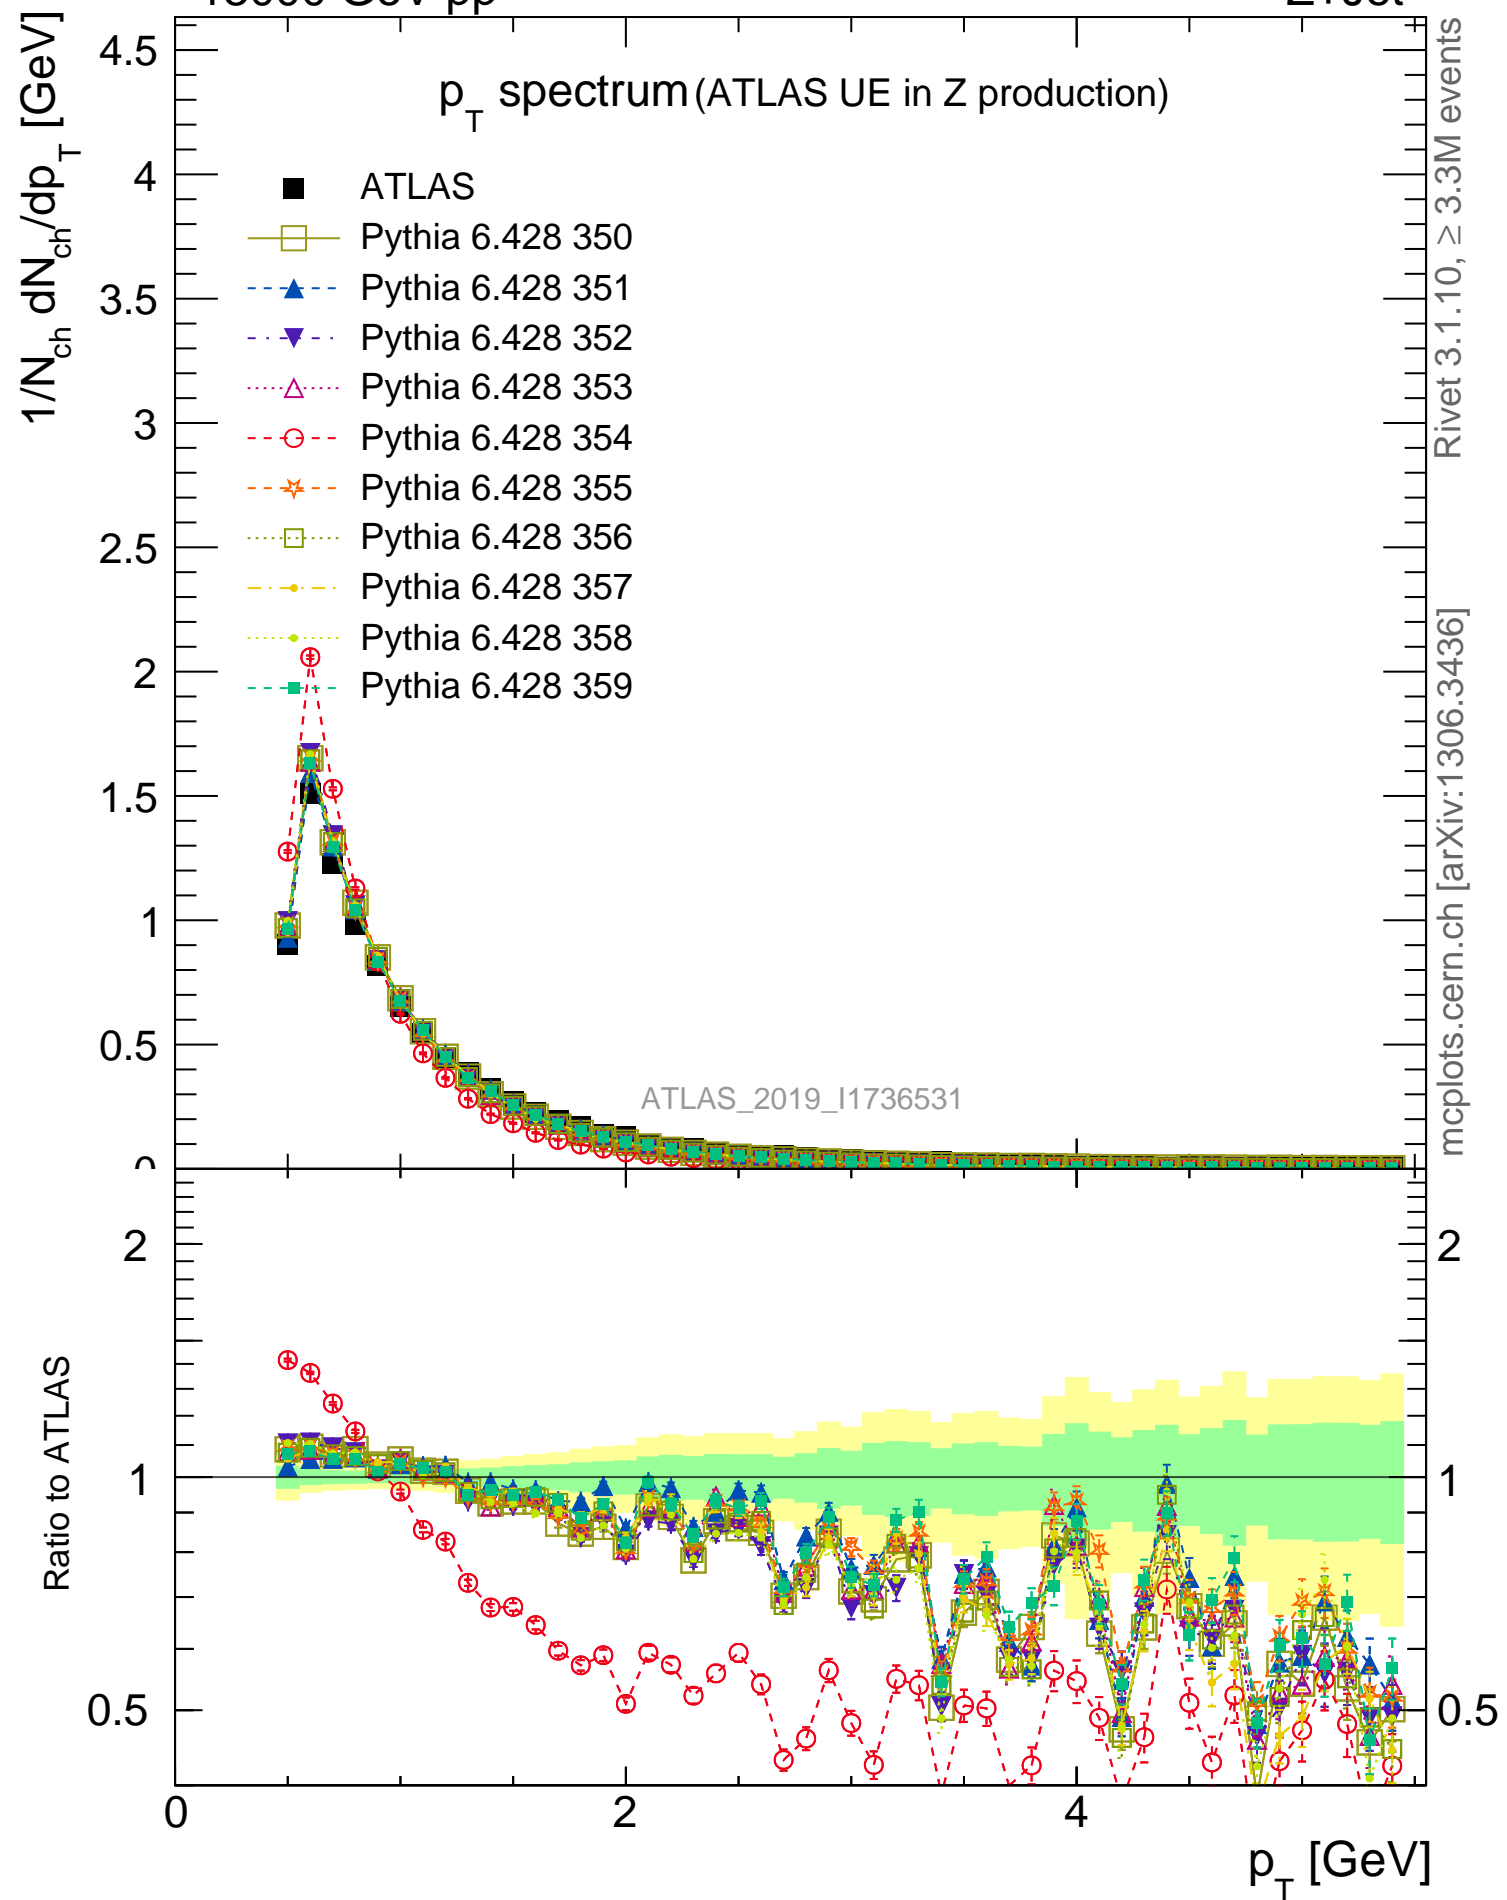 13000 GeV pp
Z+Jet
1/N_ch dN_ch/dp_T [GeV]
p_T spectrum (ATLAS UE in Z production)
ATLAS
Pythia 6.428 350
Pythia 6.428 351
Pythia 6.428 352
Pythia 6.428 353
Pythia 6.428 354
Pythia 6.428 355
Pythia 6.428 356
Pythia 6.428 357
Pythia 6.428 358
Pythia 6.428 359
4.5
4
3.5
3
2.5
2
1.5
1
0.5
0
ATLAS_2019_I1736531
Rivet 3.1.10, ≥ 3.3M events
mcplots.cern.ch [arXiv:1306.3436]
Ratio to ATLAS
2
1
0.5
2
1
0.5
0
2
4
p_T [GeV]